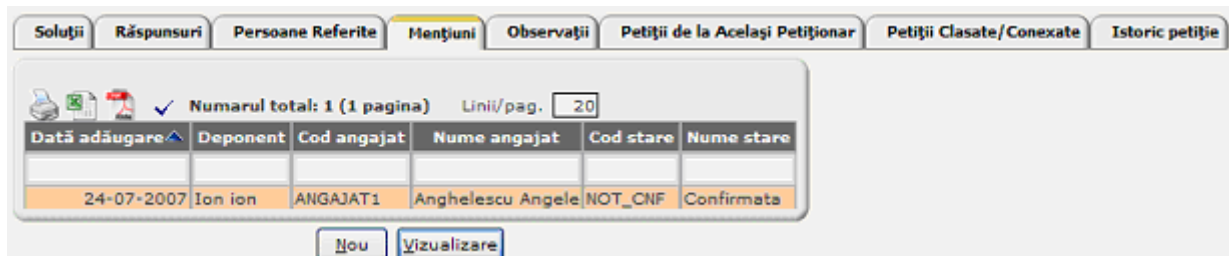 Soluţii Răspunsuri Persoane Referite Menţiuni Observaţii Petiţii de la Acelaşi Petiţionar Petiţii Clasate/Conexate Istoric petiţie
Numarul total: 1 (1 pagina) Linii/pag. 20
Dată adăugare Deponent Cod angajat Nume angajat Cod stare Nume stare
24-07-2007 Ion ion ANGAJAT1 Anghelescu Angele NOT_CNF Confirmata
Nou Vizualizare